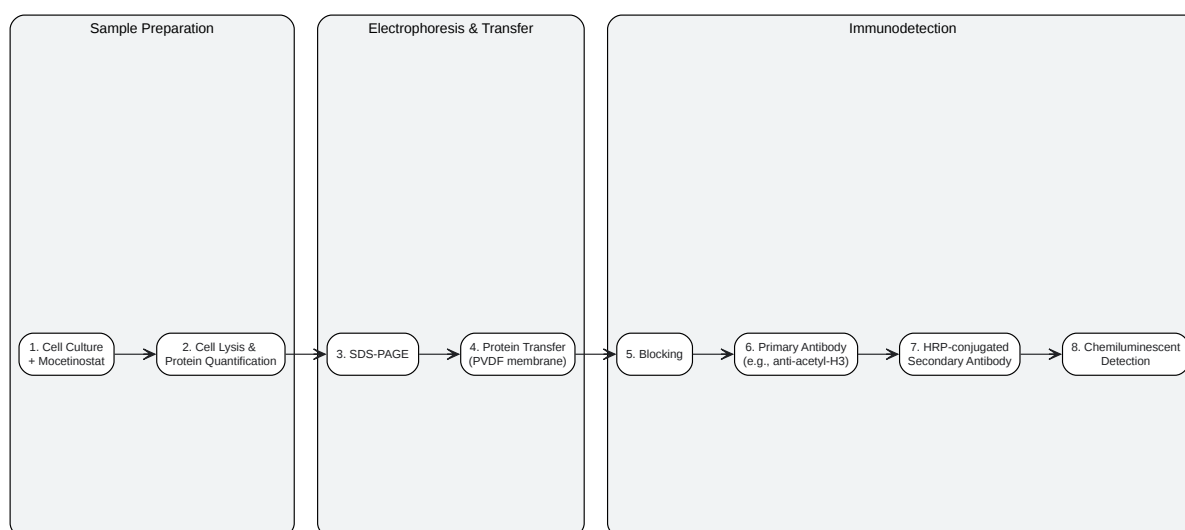 Sample Preparation
Electrophoresis & Transfer
Immunodetection
1. Cell Culture
+ Mocetinostat
2. Cell Lysis &
Protein Quantification
3. SDS-PAGE
4. Protein Transfer
(PVDF membrane)
5. Blocking
6. Primary Antibody
(e.g., anti-acetyl-H3)
7. HRP-conjugated
Secondary Antibody
8. Chemiluminescent
Detection